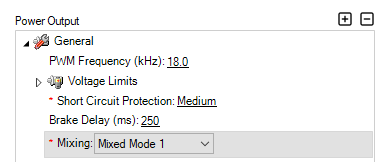 Power Output
General
PWM Frequency (kHz): 18.0
Voltage Limits
* Short Circuit Protection: Medium
Brake Delay (ms): 250
* Mixing: Mixed Mode 1